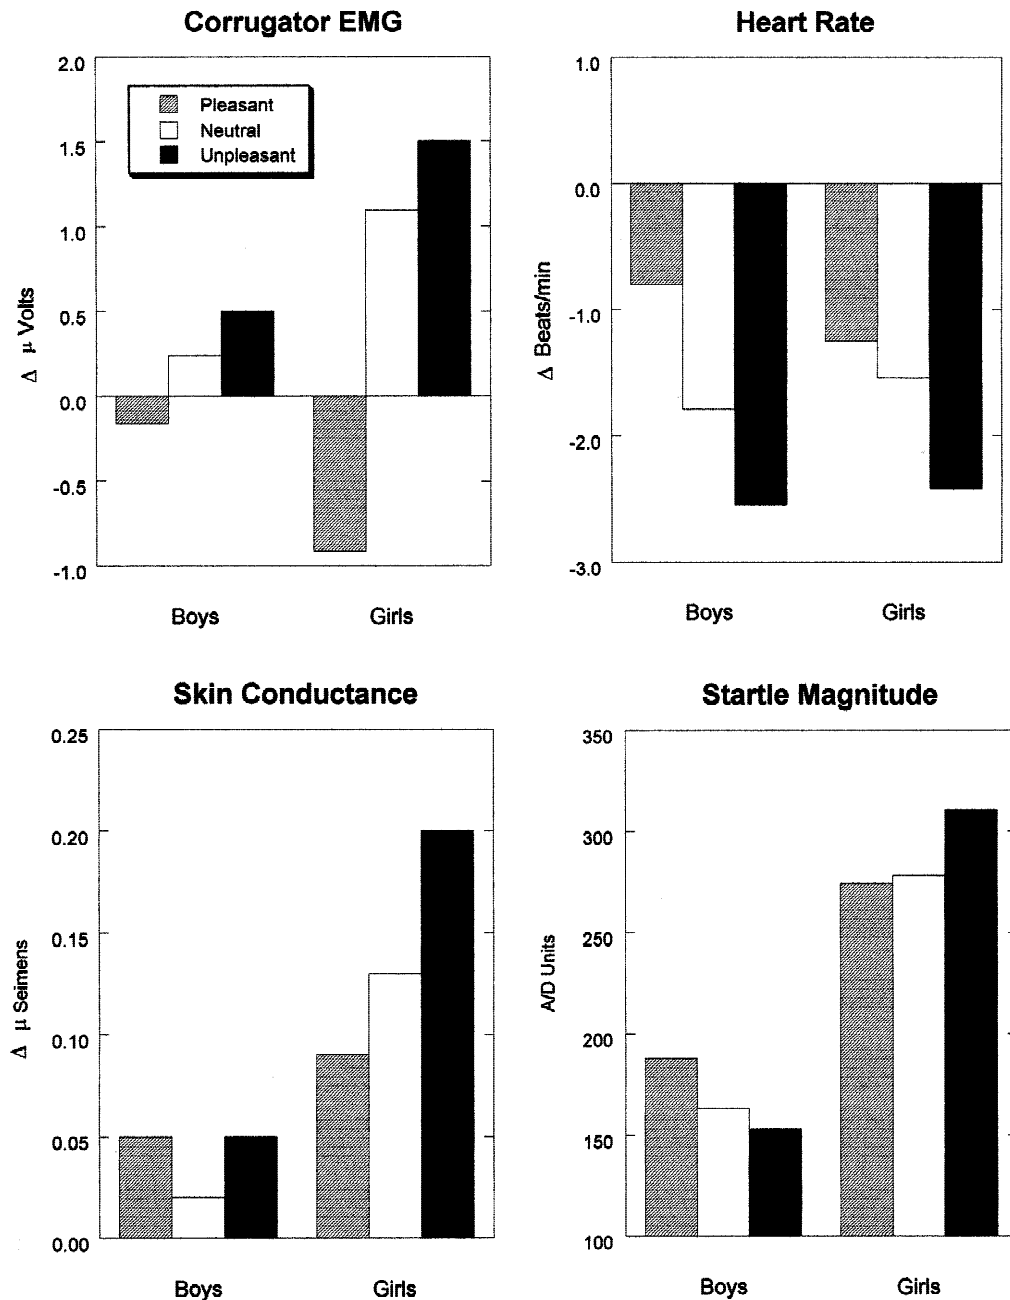 Corrugator EMG
2.0
1.5
1.0
0.5
0.0
-0.5
-1.0
Δ μ Volts
Pleasant
Neutral
Unpleasant
Boys
Girls
Heart Rate
1.0
0.0
-1.0
-2.0
-3.0
Δ Beats/min
Boys
Girls
Skin Conductance
0.25
0.20
0.15
0.10
0.05
0.00
Δ μ Seimens
Boys
Girls
Startle Magnitude
350
300
250
200
150
100
A/D Units
Boys
Girls